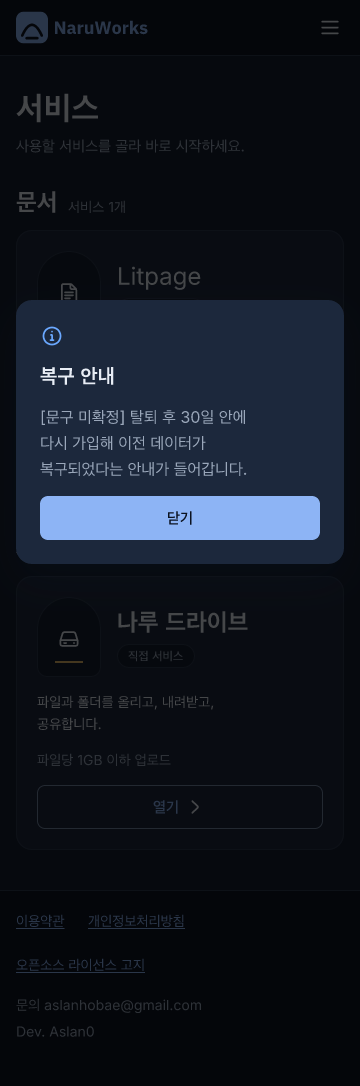 NaruWorks
서비스
사용할 서비스를 골라 바로 시작하세요.
문서 서비스 1개
Litpage
복구 안내
[문구 미확정] 탈퇴 후 30일 안에
다시 가입해 이전 데이터가
복구되었다는 안내가 들어갑니다.
닫기
나루 드라이브
직접 서비스
파일과 폴더를 올리고, 내려받고,
공유합니다.
파일당 1GB 이하 업로드
열기
이용약관 개인정보처리방침
오픈소스 라이선스 고지
문의 aslanhobae@gmail.com
Dev. Aslan0